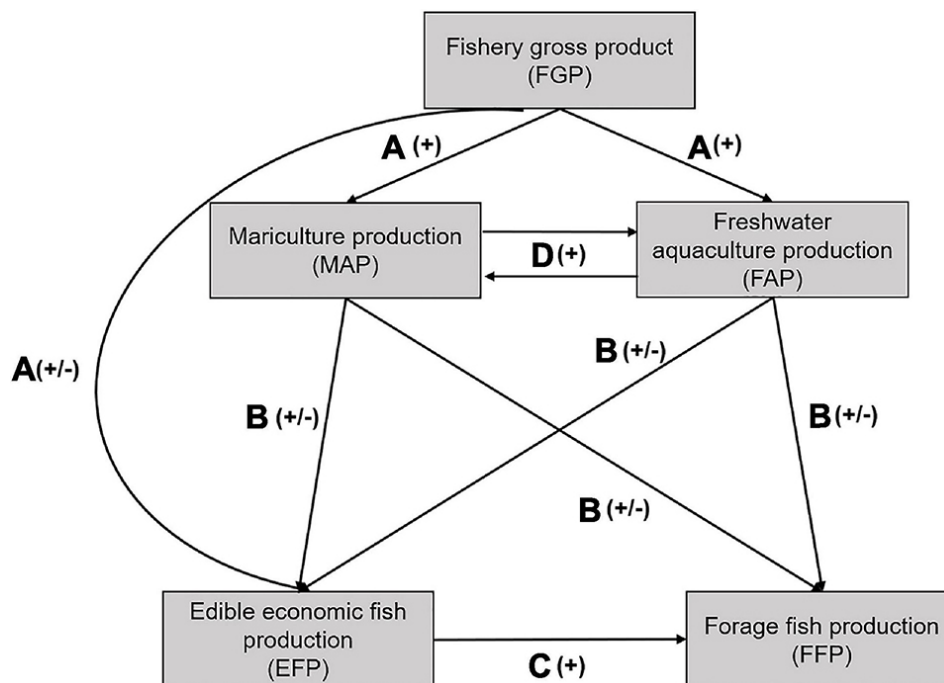 Fishery gross product
(FGP)
A (+)
A (+)
Mariculture production
(MAP)
D (+)
Freshwater
aquaculture production
(FAP)
A (+/-)
B (+/-)
B (+/-)
B (+/-)
B (+/-)
Edible economic fish
production
(EFP)
C (+)
Forage fish production
(FFP)